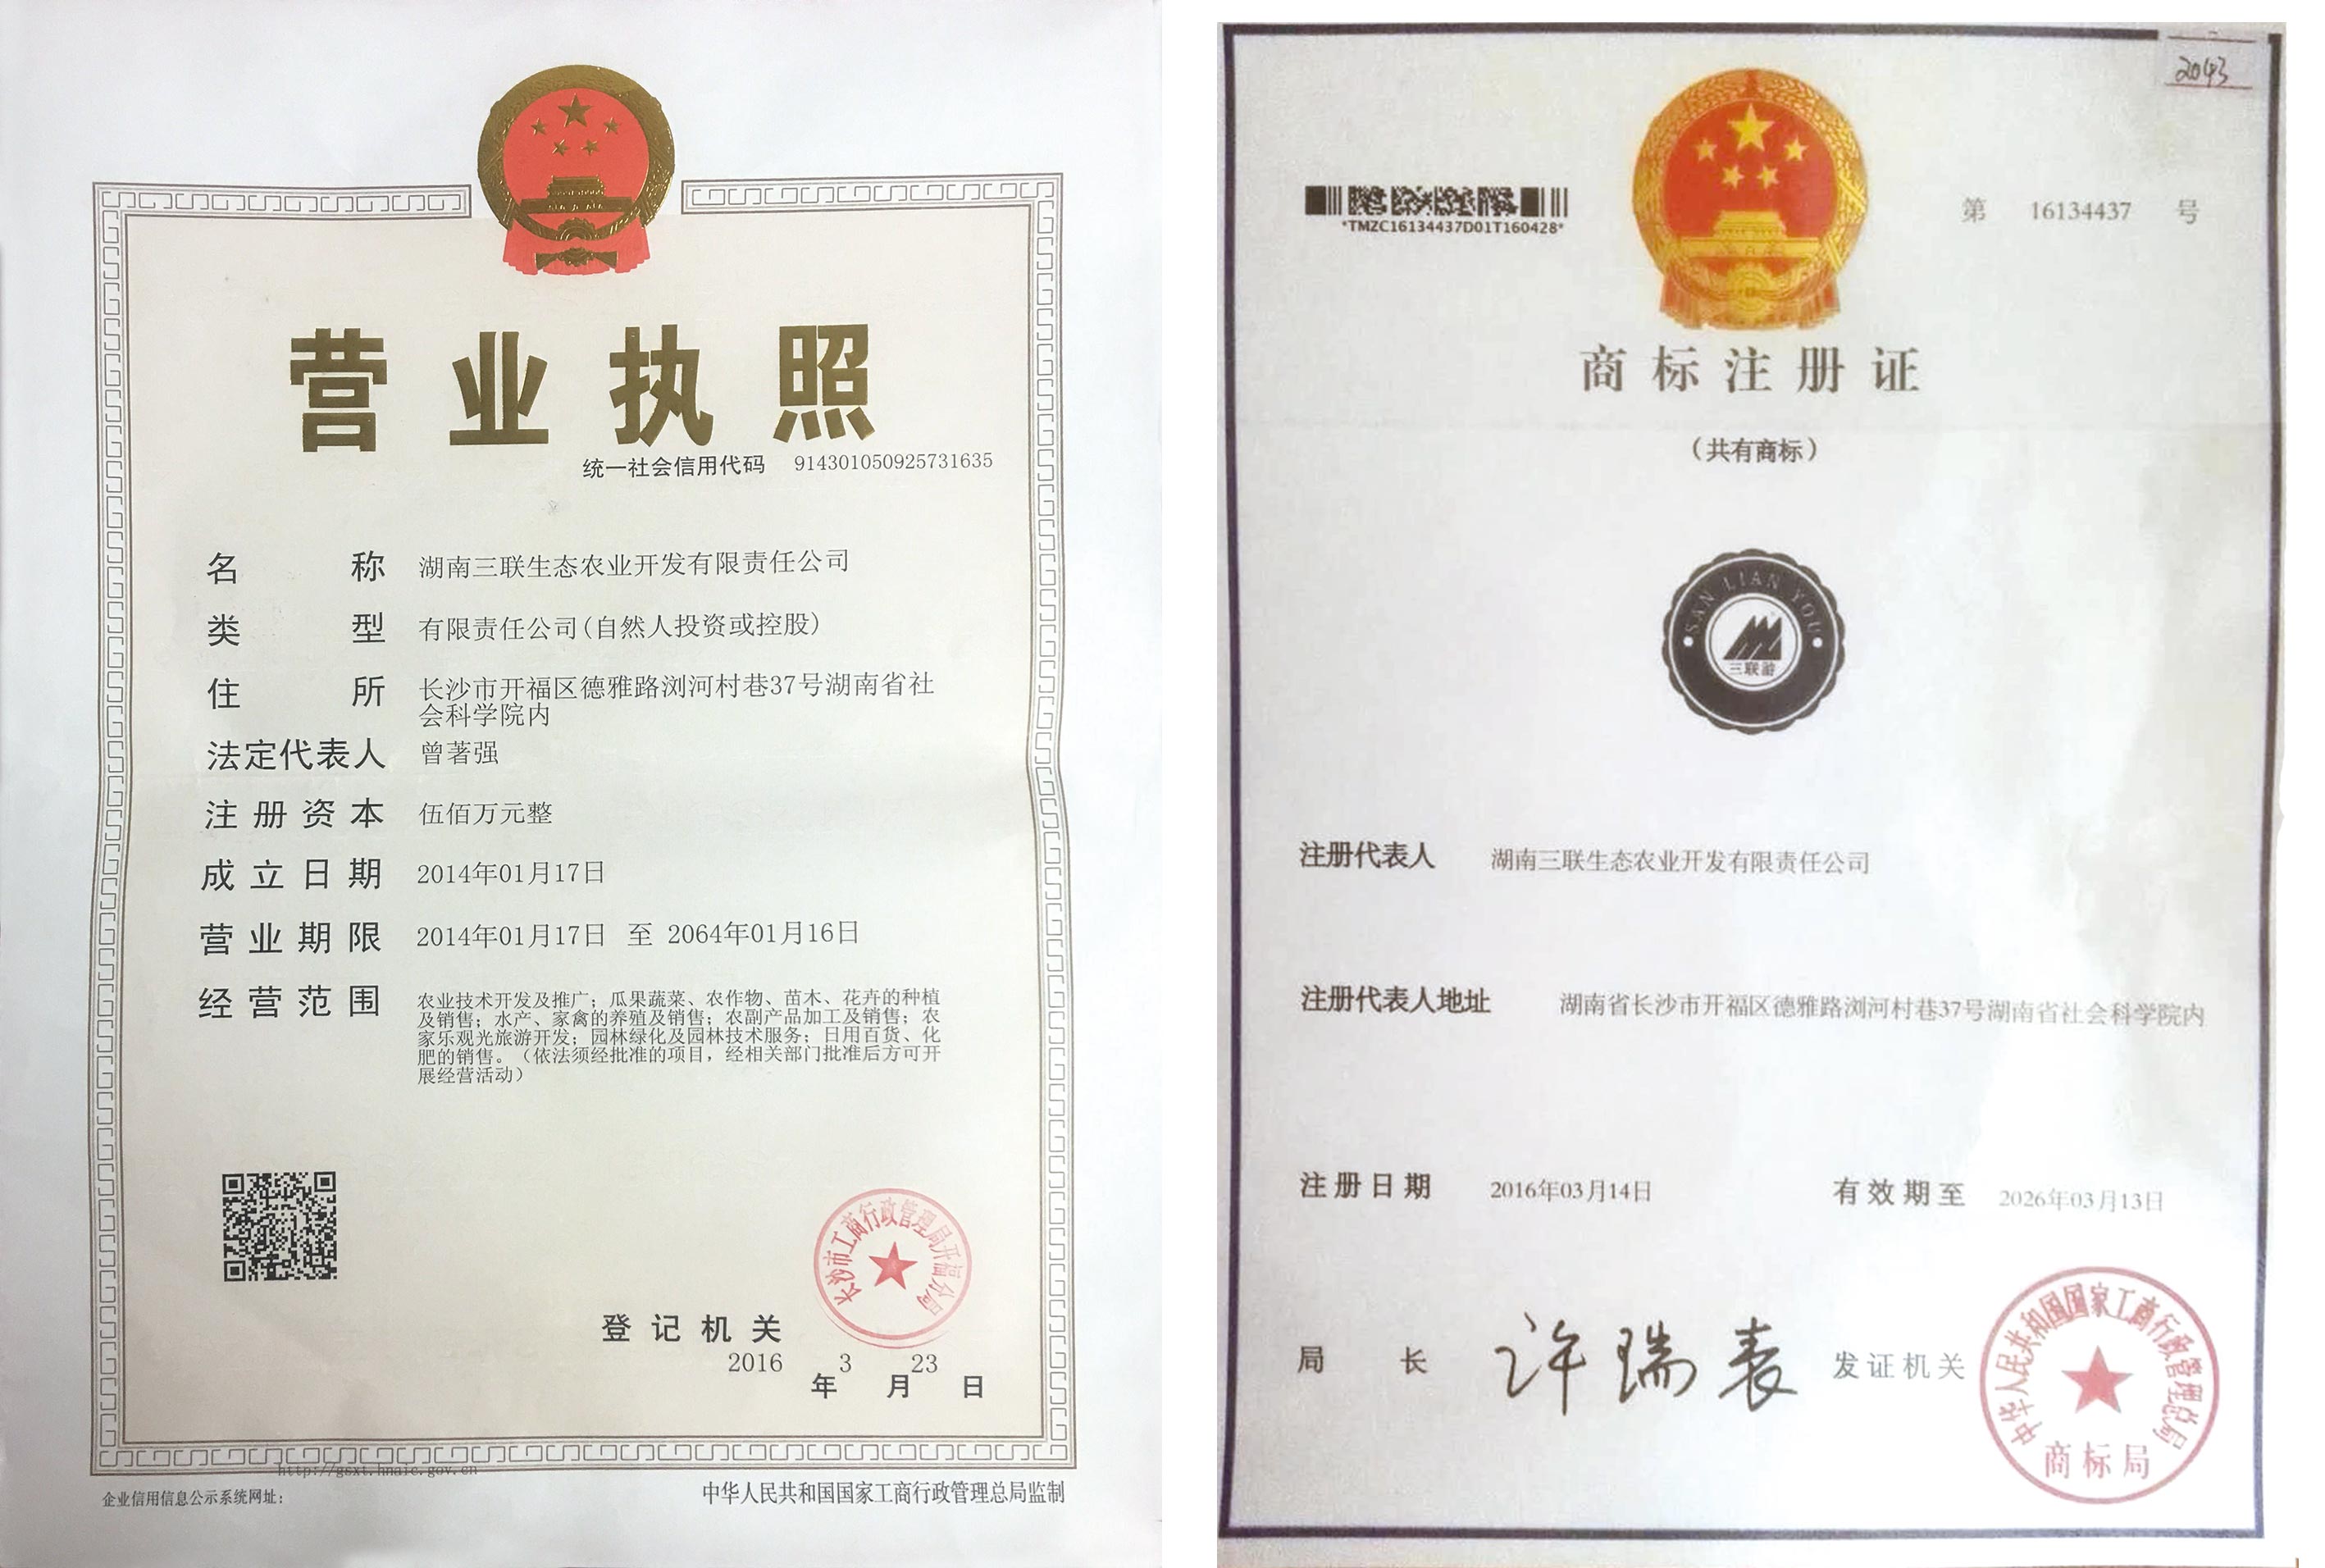 营业执照
统一社会信用代码 914301050925731635
名称 湖南三联生态农业开发有限责任公司
类型 有限责任公司(自然人投资或控股)
住所 长沙市开福区德雅路浏河村巷37号湖南省社
会科学院内
法定代表人 曾著强
注册资本 伍佰万元整
成立日期 2014年01月17日
营业期限 2014年01月17日 至 2064年01月16日
经营范围 农业技术开发及推广；瓜果蔬菜、农作物、苗木、花卉的种植
及销售；水产、家禽的养殖及销售；农副产品加工及销售；农
家乐观光旅游开发；园林绿化及园林技术服务；日用百货、化
肥的销售。（依法须经批准的项目，经相关部门批准后方可开
展经营活动）
长沙市工商行政管理局开福分局
登记机关
2016 3 23
年 月 日
http://gsxt.hnaic.gov.cn
企业信用信息公示系统网址：
中华人民共和国国家工商行政管理总局监制
2043
*TMZC16134437D01T160428*
第 16134437 号
商标注册证
（共有商标）
SAN LIAN YOU
三联游
注册代表人 湖南三联生态农业开发有限责任公司
注册代表人地址 湖南省长沙市开福区德雅路浏河村巷37号湖南省社会科学院内
注册日期 2016年03月14日 有效期至 2026年03月13日
局长 许瑞表 发证机关
中华人民共和国国家工商行政管理总局
商标局